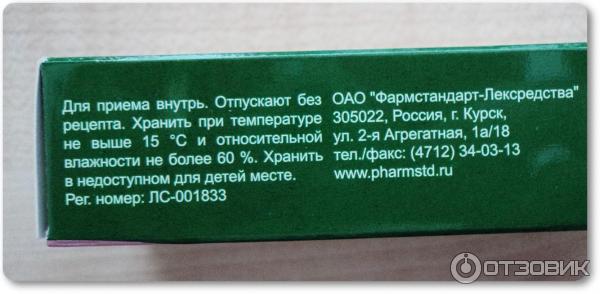 Для приема внутрь. Отпускают без
рецепта. Хранить при температуре
не выше 15 °С и относительной
влажности не более 60 %. Хранить
в недоступном для детей месте.
Рег. номер: ЛС-001833
ОАО "Фармстандарт-Лексредства"
305022, Россия, г. Курск,
ул. 2-я Агрегатная, 1а/18
тел./факс: (4712) 34-03-13
www.pharmstd.ru
ОТЗОВИК